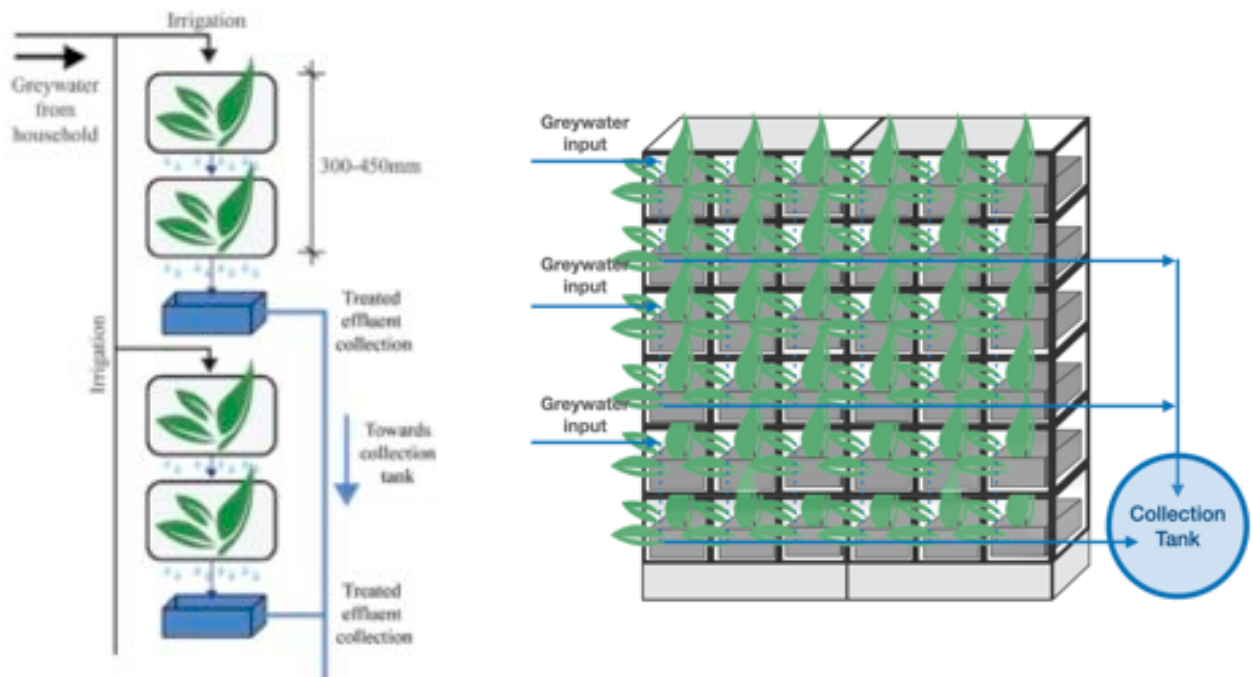 Irrigation
Greywater
from
household
300-450mm
Treated
effluent
collection
Irrigation
Towards
collection
tank
Treated
effluent
collection
Greywater
input
Greywater
input
Greywater
input
Collection
Tank